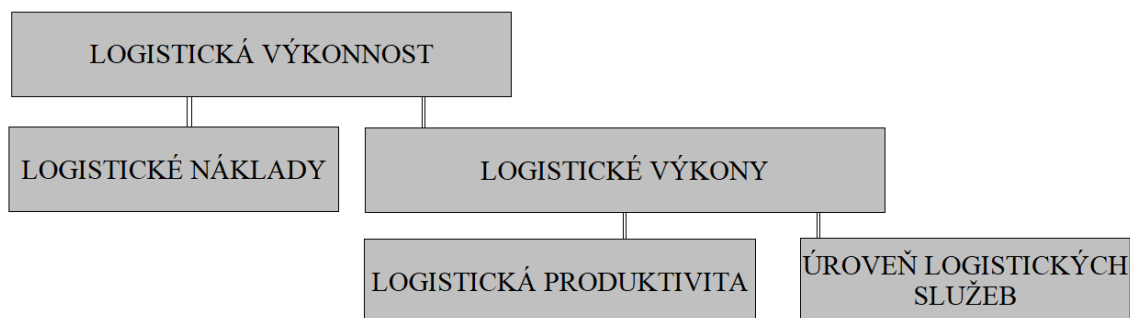 LOGISTICKÁ VÝKONNOST
LOGISTICKÉ NÁKLADY
LOGISTICKÉ VÝKONY
LOGISTICKÁ PRODUKTIVITA
ÚROVEŇ LOGISTICKÝCH
SLUŽEB